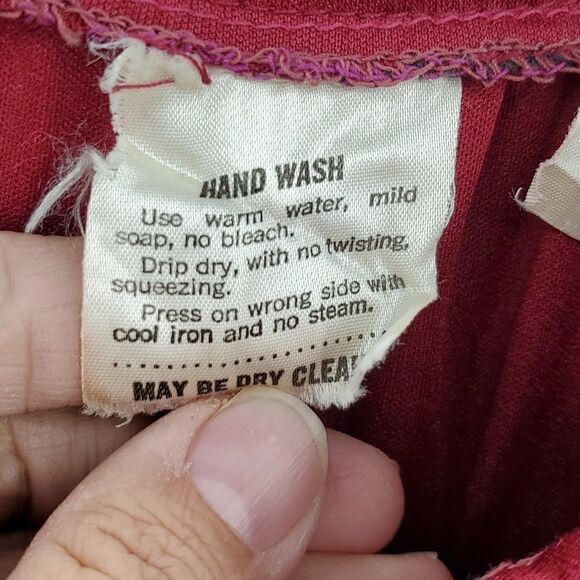 HAND WASH
Use warm water, mild
soap, no bleach.
Drip dry, with no twisting,
squeezing.
Press on wrong side with
cool iron and no steam.
....................
MAY BE DRY CLEA